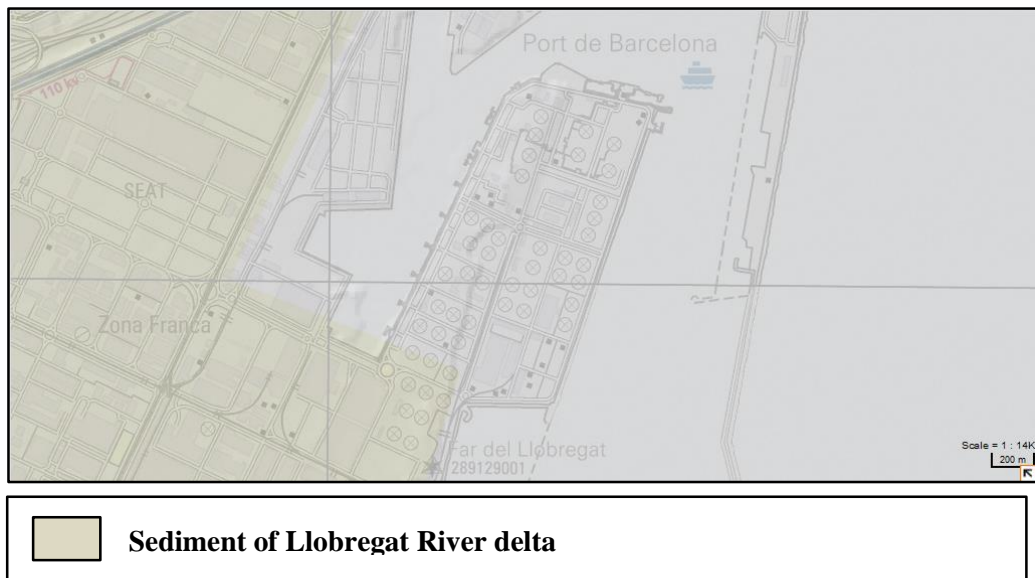 Port de Barcelona
110 kv
SEAT
Zona Franca
Far del Llobregat
289129001
Scale = 1 : 14K
200 m
Sediment of Llobregat River delta